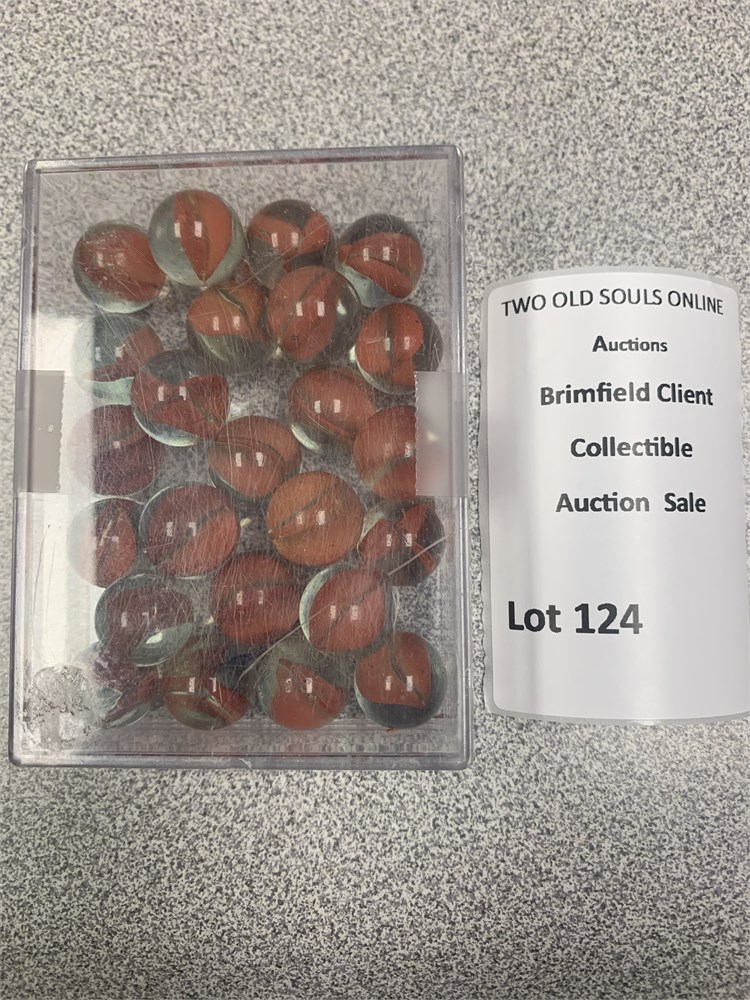 TWO OLD SOULS ONLINE
Auctions
Brimfield Client
Collectible
Auction Sale
Lot 124